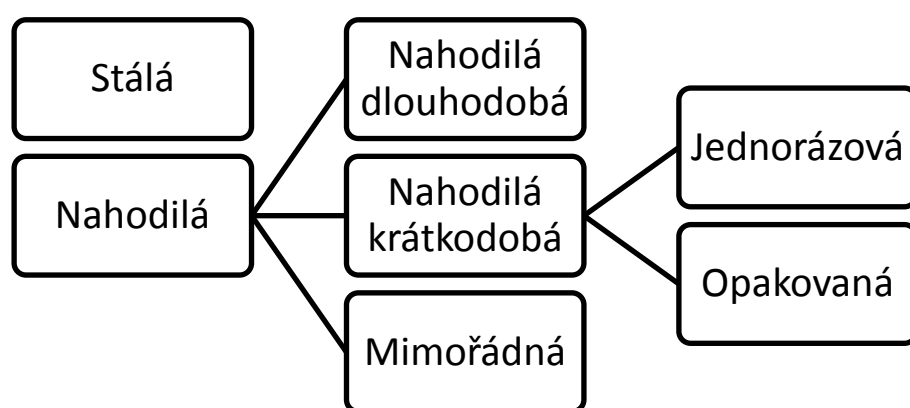 Stálá
Nahodilá
Nahodilá
dlouhodobá
Nahodilá
krátkodobá
Mimořádná
Jednorázová
Opakovaná